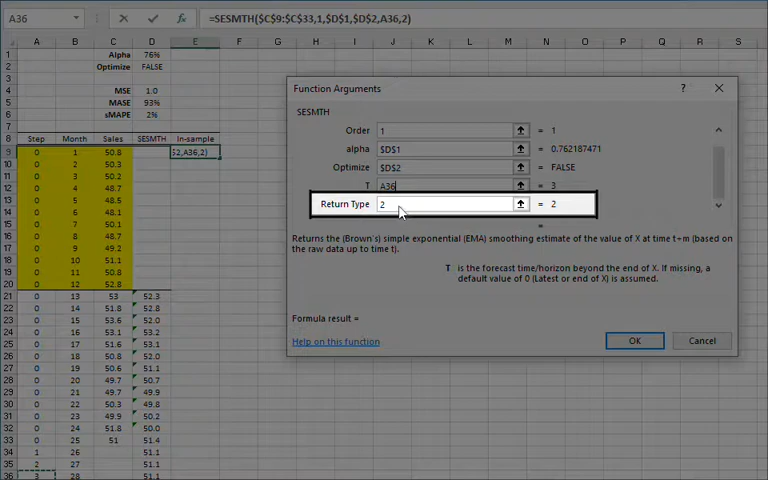 A36 =SESMTH($C$9:$C$33,1,$D$1,$D$2,A36,2)
A B C D E F G H I J K L M N O P Q R S
1 Alpha 76%
2 Optimize FALSE
3
4 MSE 1.0
5 MASE 93%
6 sMAPE 2%
7
8 Step Month Sales SESMTH In-sample
9 0 1 50.8 $2,A36,2)
10 0 2 50.3
11 0 3 50.2
12 0 4 48.7
13 0 5 48.5
14 0 6 48.1
15 0 7 50.1
16 0 8 48.7
17 0 9 49.2
18 0 10 51.1
19 0 11 50.8
20 0 12 52.8
21 0 13 53 52.3
22 0 14 51.8 52.8
23 0 15 53.6 52.0
24 0 16 53.1 53.2
25 0 17 51.6 53.1
26 0 18 50.8 52.0
27 0 19 50.6 51.1
28 0 20 49.7 50.7
29 0 21 49.7 49.9
30 0 22 50.3 49.8
31 0 23 49.9 50.2
32 0 24 51.8 50.0
33 0 25 51 51.4
34 1 26 51.1
35 2 27 51.1
36 3 28 51.1
Function Arguments ?
SESMTH
Order 1 = 1
alpha $D$1 = 0.762187471
Optimize $D$2 = FALSE
T A36 = 3
Return Type 2 = 2
=
Returns the (Brown's) simple exponential (EMA) smoothing estimate of the value of X at time t+m (based on
the raw data up to time t).
T is the forecast time/horizon beyond the end of X. If missing, a
default value of 0 (Latest or end of X) is assumed.
Formula result =
Help on this function OK Cancel